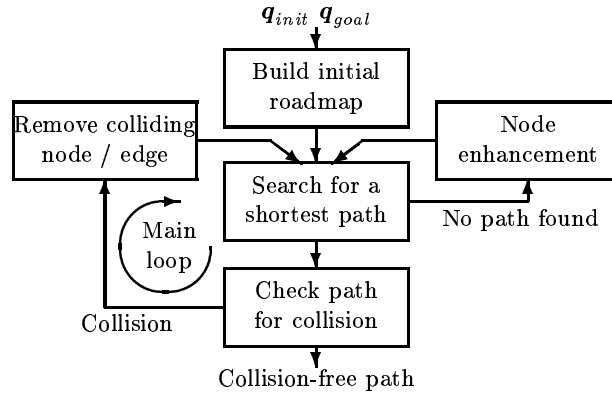 q_init q_goal
Build initial
roadmap
Remove colliding
node / edge
Node
enhancement
Search for a
shortest path
No path found
Main
loop
Check path
for collision
Collision
Collision-free path